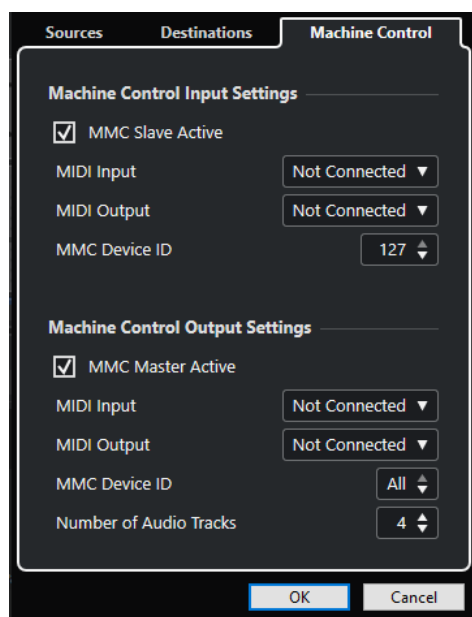 Sources Destinations Machine Control
Machine Control Input Settings
MMC Slave Active
MIDI Input Not Connected
MIDI Output Not Connected
MMC Device ID 127
Machine Control Output Settings
MMC Master Active
MIDI Input Not Connected
MIDI Output Not Connected
MMC Device ID All
Number of Audio Tracks 4
OK Cancel